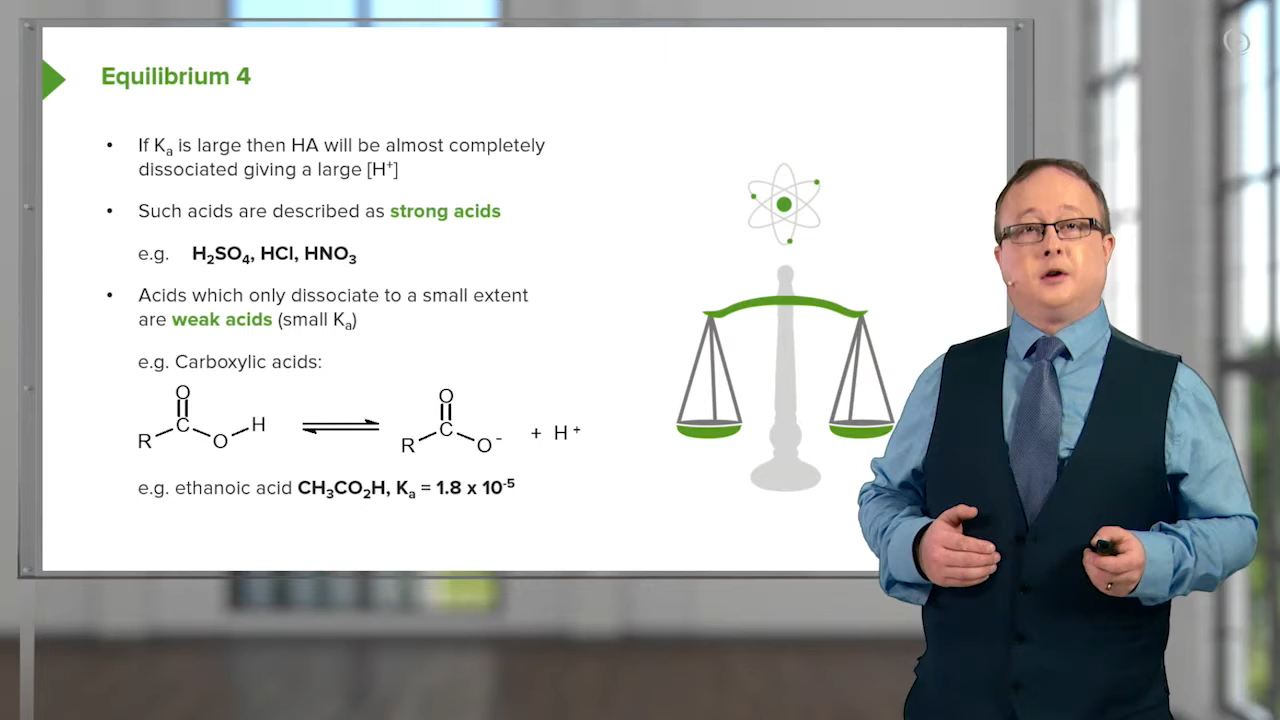 Equilibrium 4
• If Kₐ is large then HA will be almost completely
dissociated giving a large [H⁺]
• Such acids are described as strong acids
e.g. H₂SO₄, HCl, HNO₃
• Acids which only dissociate to a small extent
are weak acids (small Kₐ)
e.g. Carboxylic acids:
O
R C O H ⇌ R C O⁻ + H⁺
O
e.g. ethanoic acid CH₃CO₂H, Kₐ = 1.8 x 10⁻⁵